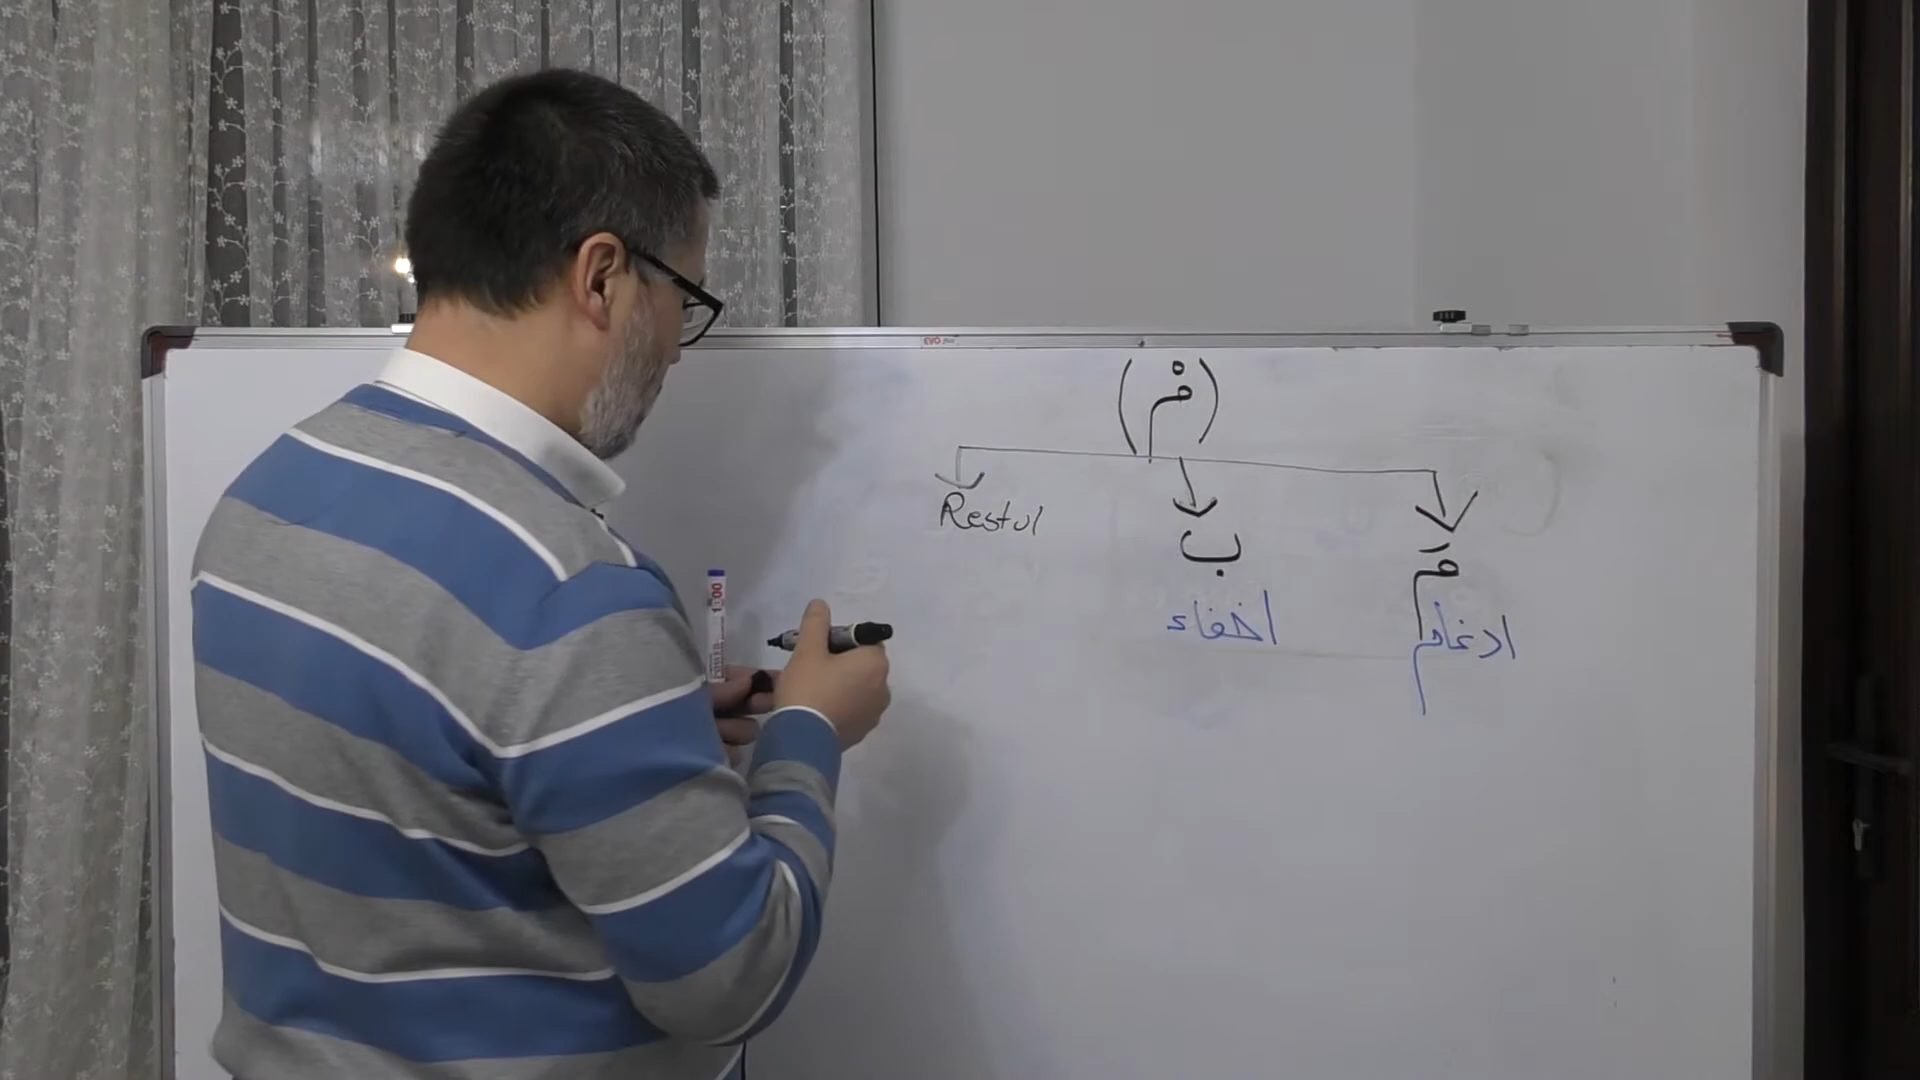 (مْ)
Restul
ب
م
اخفاء
ادغام